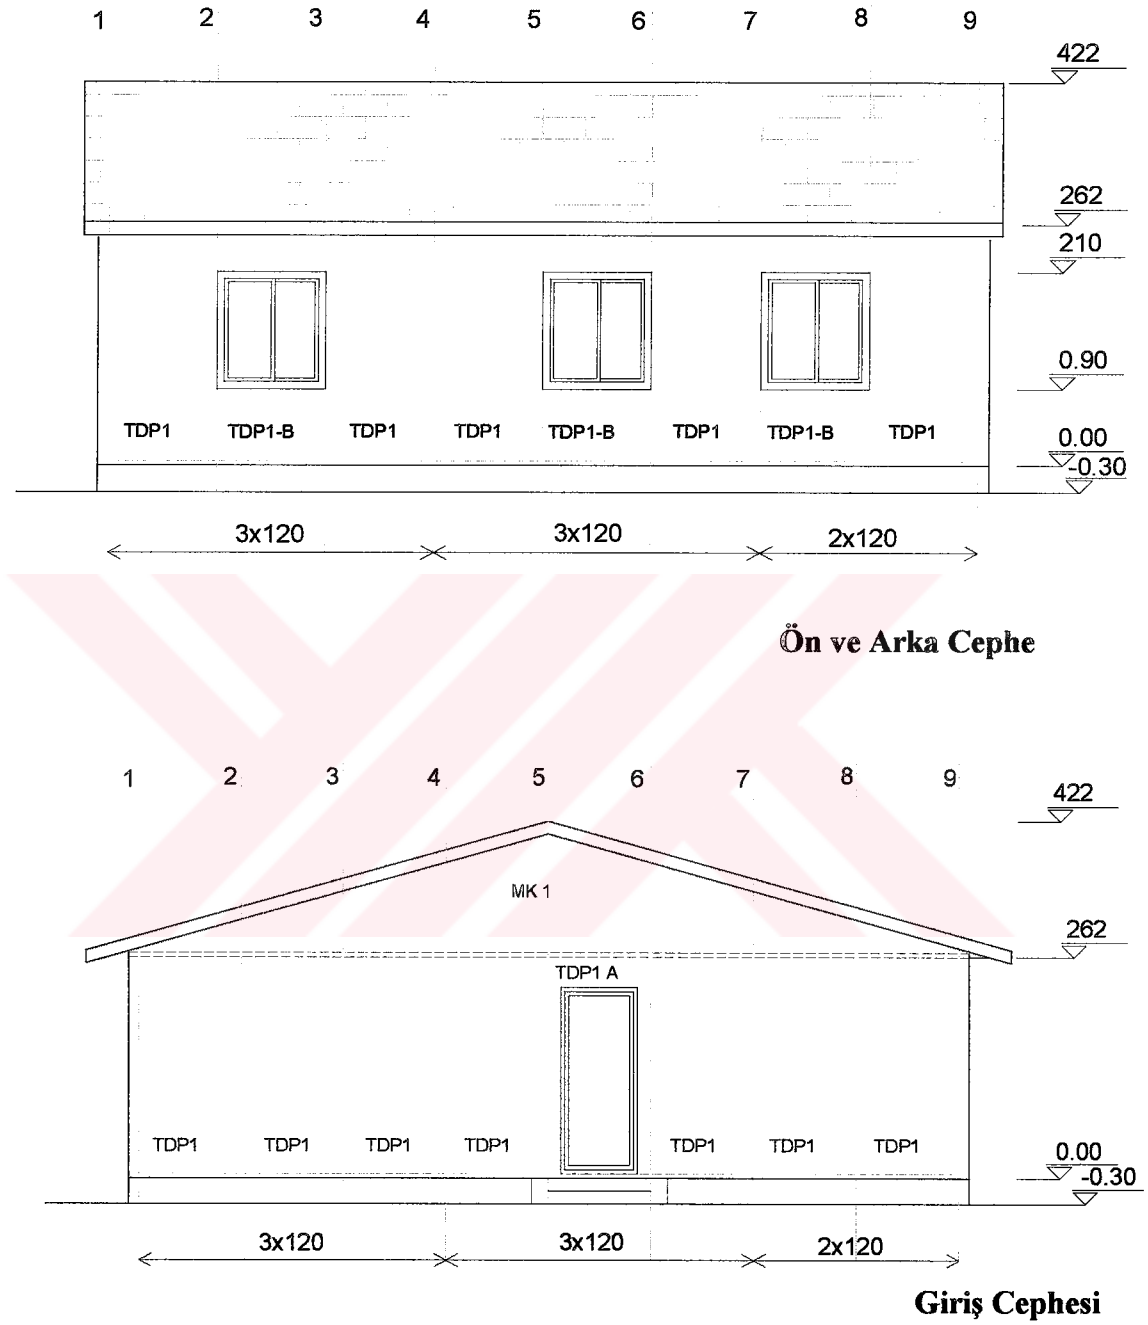 1 2 3 4 5 6 7 8 9
422
262
210
0.90
TDP1 TDP1-B TDP1 TDP1 TDP1-B TDP1 TDP1-B TDP1
0.00
-0.30
3x120 3x120 2x120
Ön ve Arka Cephe
1 2 3 4 5 6 7 8 9
422
MK 1
262
TDP1 A
TDP1 TDP1 TDP1 TDP1 TDP1 TDP1 TDP1
0.00
-0.30
3x120 3x120 2x120
Giriş Cephesi